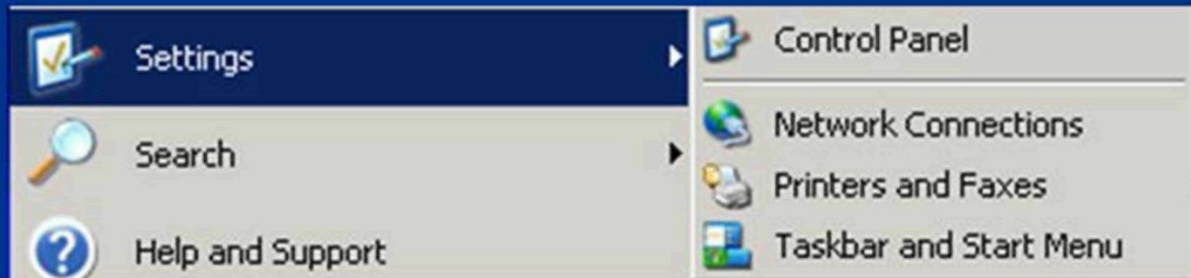 Settings
Search
Help and Support
Control Panel
Network Connections
Printers and Faxes
Taskbar and Start Menu